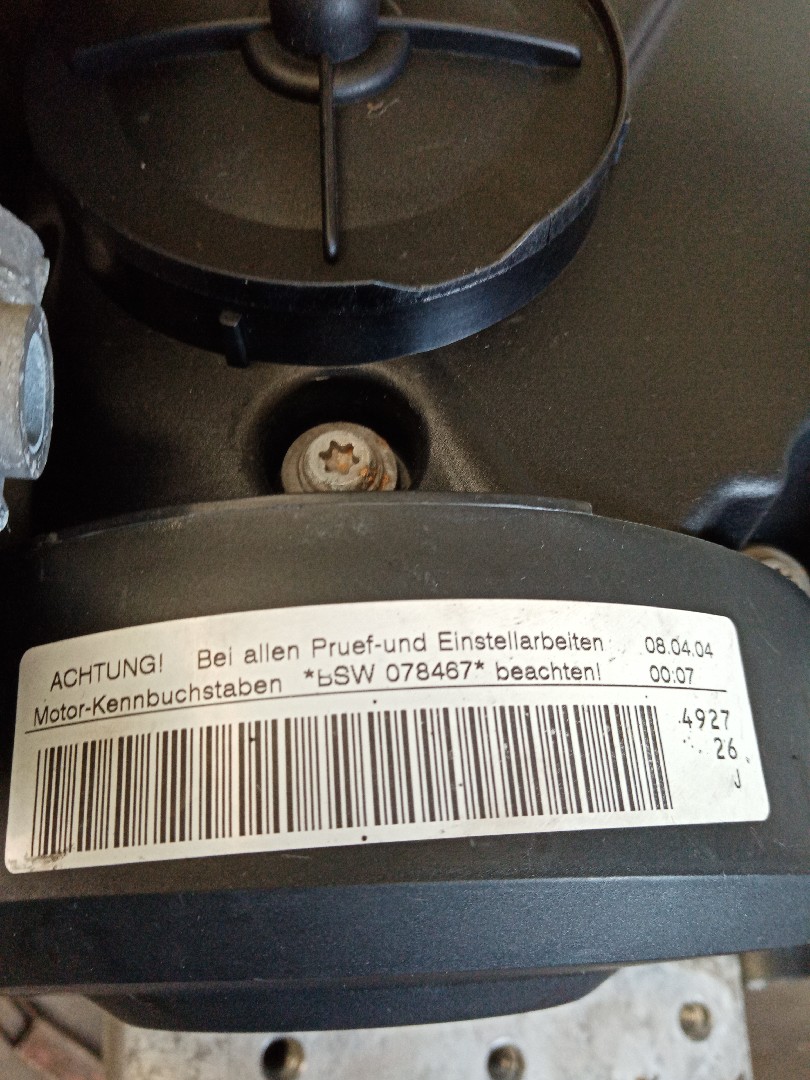 ACHTUNG! Bei allen Pruef-und Einstellarbeiten 08.04.04
Motor-Kennbuchstaben *BSW 078467* beachten! 00:07
4927
26
J